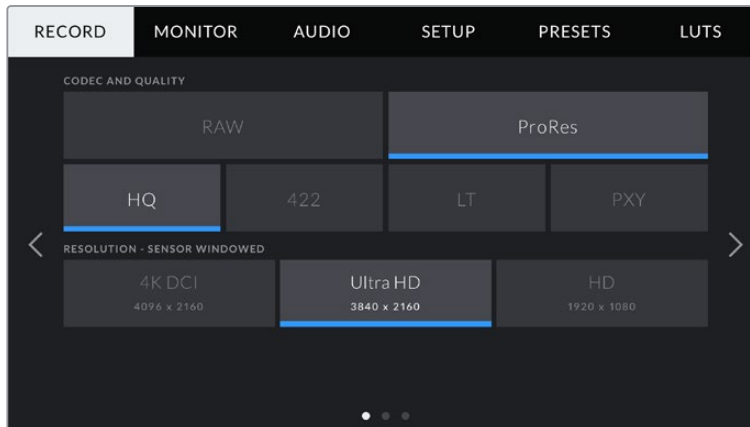 RECORD MONITOR AUDIO SETUP PRESETS LUTS
CODEC AND QUALITY
RAW ProRes
HQ 422 LT PXY
RESOLUTION - SENSOR WINDOWED
4K DCI Ultra HD HD
4096 x 2160 3840 x 2160 1920 x 1080